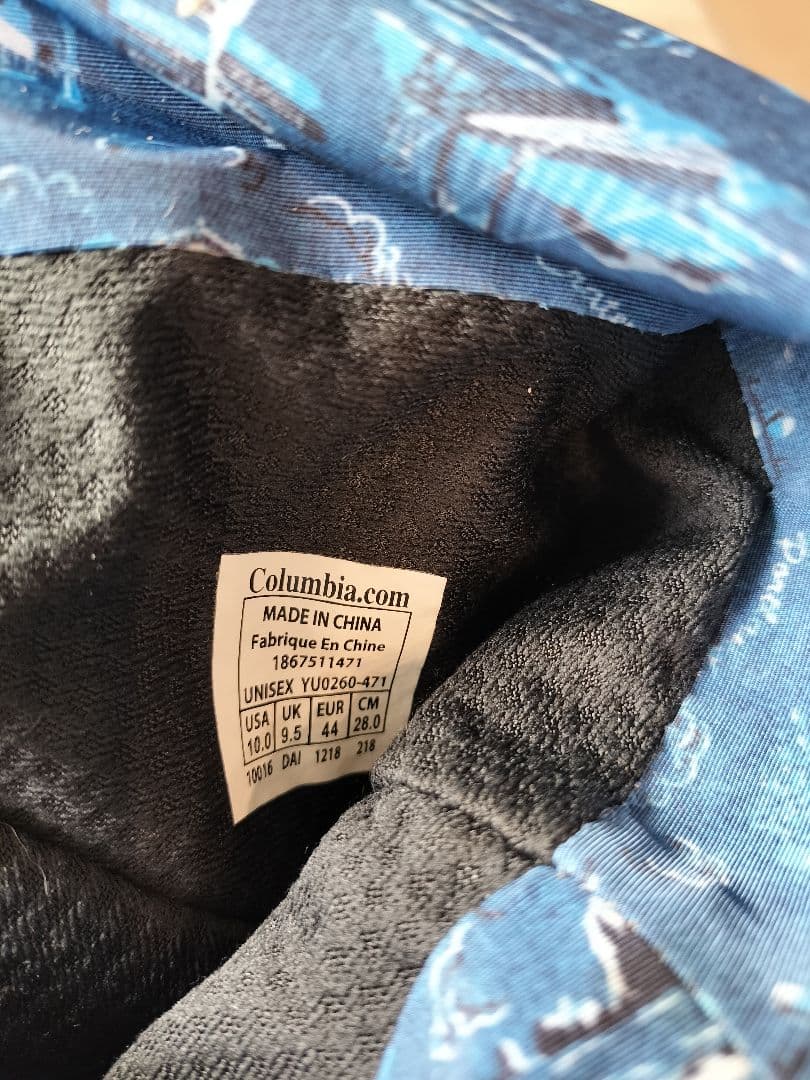 Columbia.com
MADE IN CHINA
Fabrique En Chine
1867511471
UNISEX YU0260-471
USA UK EUR CM
10.0 9.5 44 28.0
10016 DAI 1218 218